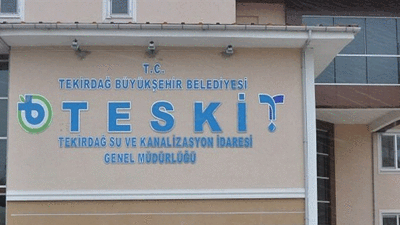 T.C.
TEKİRDAĞ BÜYÜKŞEHİR BELEDİYESİ
TESKİ
TEKİRDAĞ SU VE KANALİZASYON İDARESİ
GENEL MÜDÜRLÜĞÜ